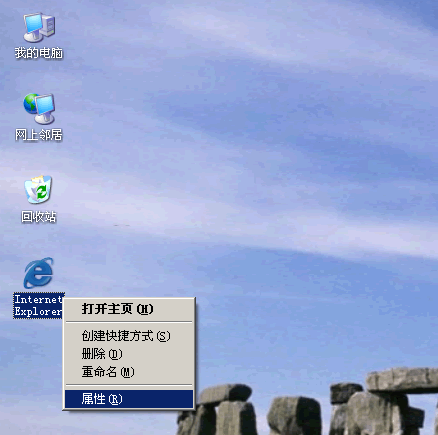 我的电脑
网上邻居
回收站
Internet
Explorer
打开主页(H)
创建快捷方式(S)
删除(D)
重命名(M)
属性(R)